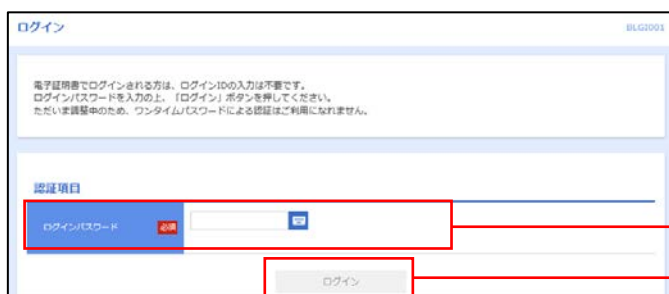 ログイン
BLGI001
電子証明書でログインされる方は、ログインIDの入力は不要です。
ログインパスワードを入力の上、「ログイン」ボタンを押してください。
ただいま調整中のため、ワンタイムパスワードによる認証はご利用になれません。
認証項目
ログインパスワード 必須
ログイン